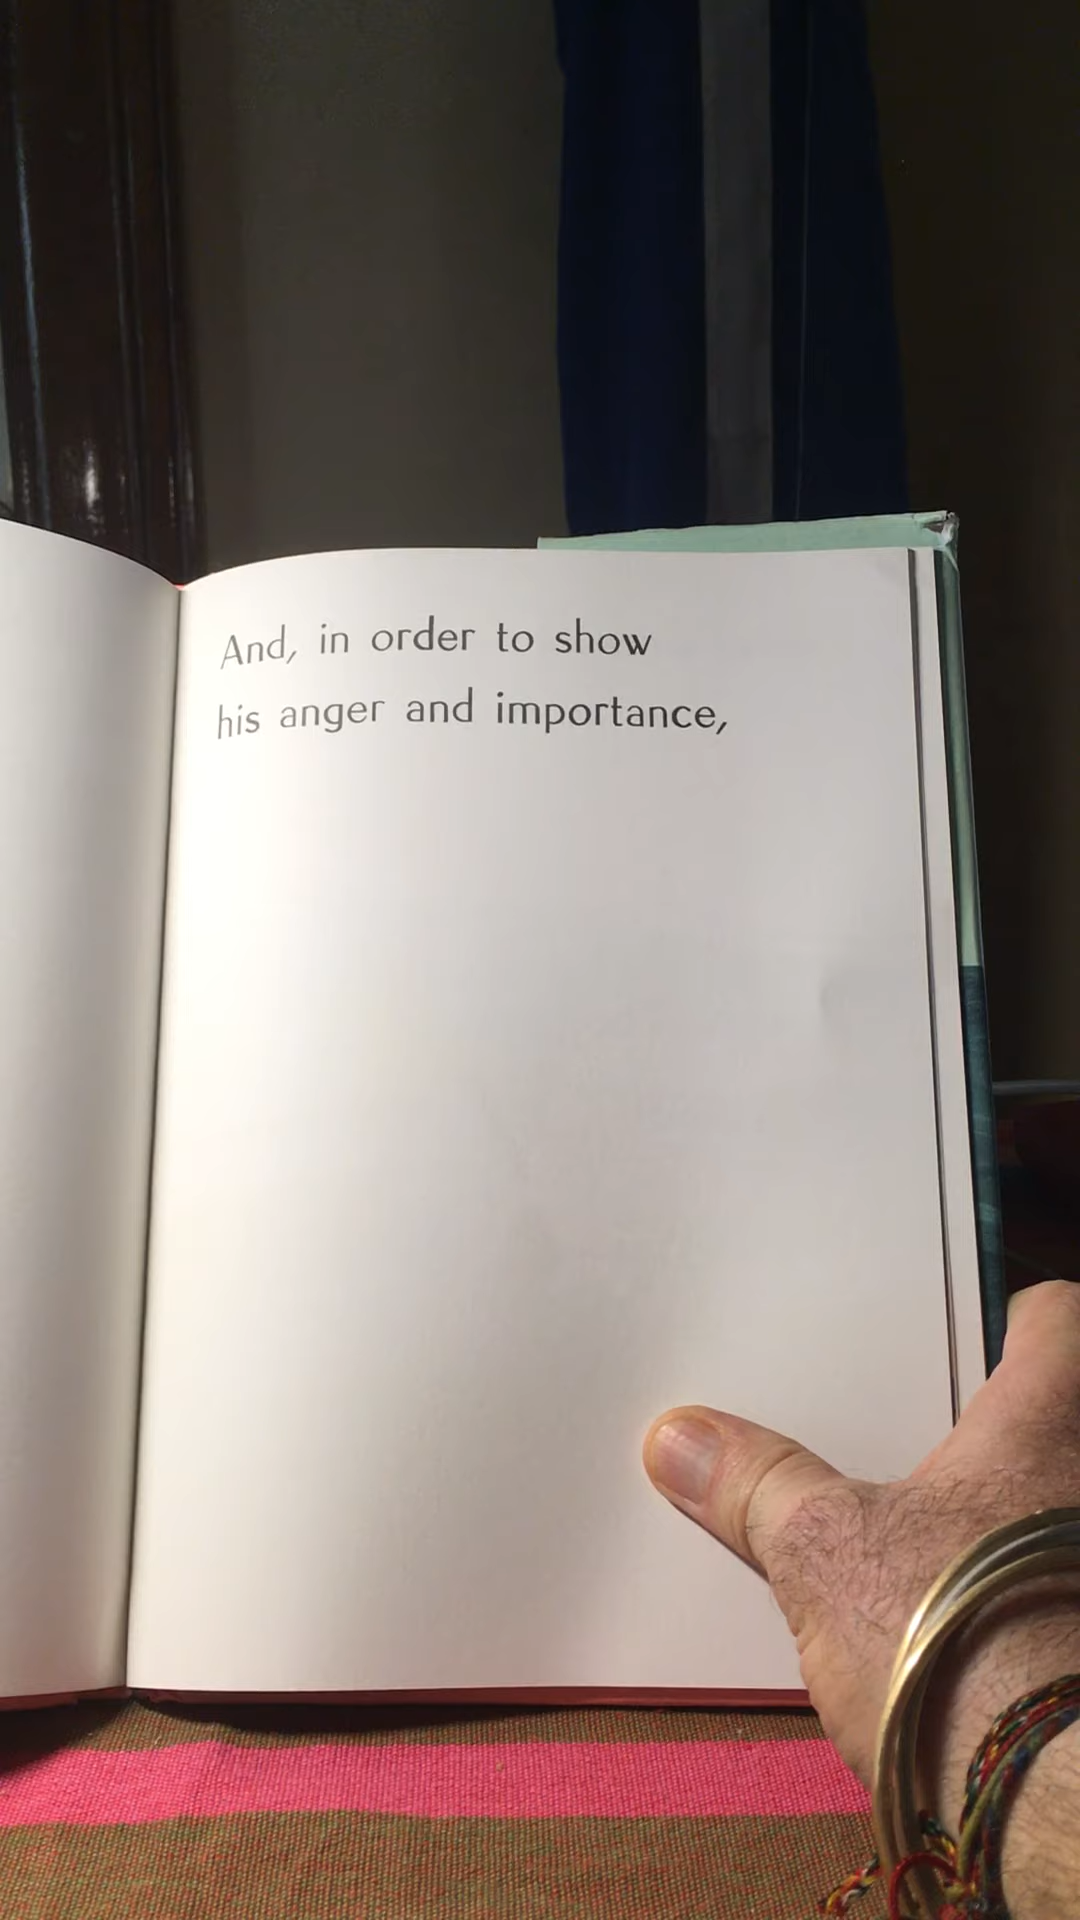 And, in order to show
his anger and importance,